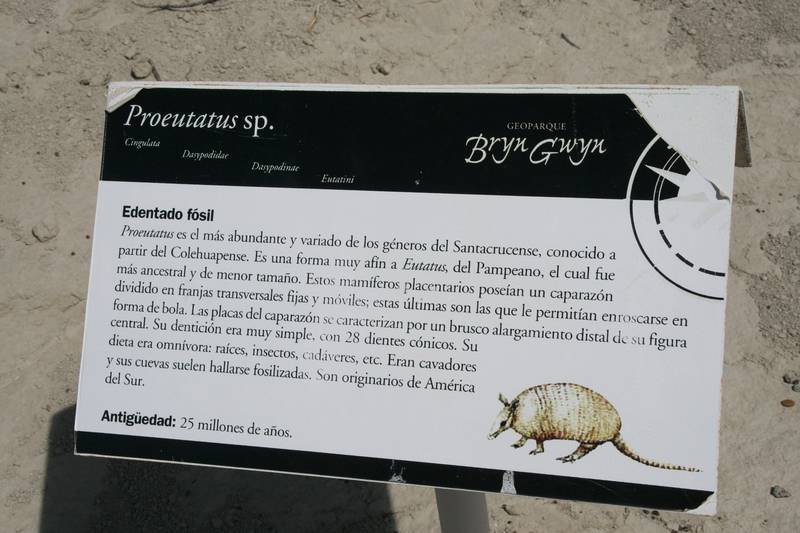 Proeutatus sp.
Cingulata
Dasypodidae
Dasypodinae
Eutatini
GEOPARQUE
Bryn Gwyn
Edentado fósil
Proeutatus es el más abundante y variado de los géneros del Santacrucense, conocido a
partir del Colehuapense. Es una forma muy afín a Eutatus, del Pampeano, el cual fue
más ancestral y de menor tamaño. Estos mamíferos placentarios poseían un caparazón
dividido en franjas transversales fijas y móviles; estas últimas son las que le permitían enroscarse en
forma de bola. Las placas del caparazón se caracterizan por un brusco alargamiento distal de su figura
central. Su dentición era muy simple, con 28 dientes cónicos. Su
dieta era omnívora: raíces, insectos, cadáveres, etc. Eran cavadores
y sus cuevas suelen hallarse fosilizadas. Son originarios de América
del Sur.
Antigüedad: 25 millones de años.